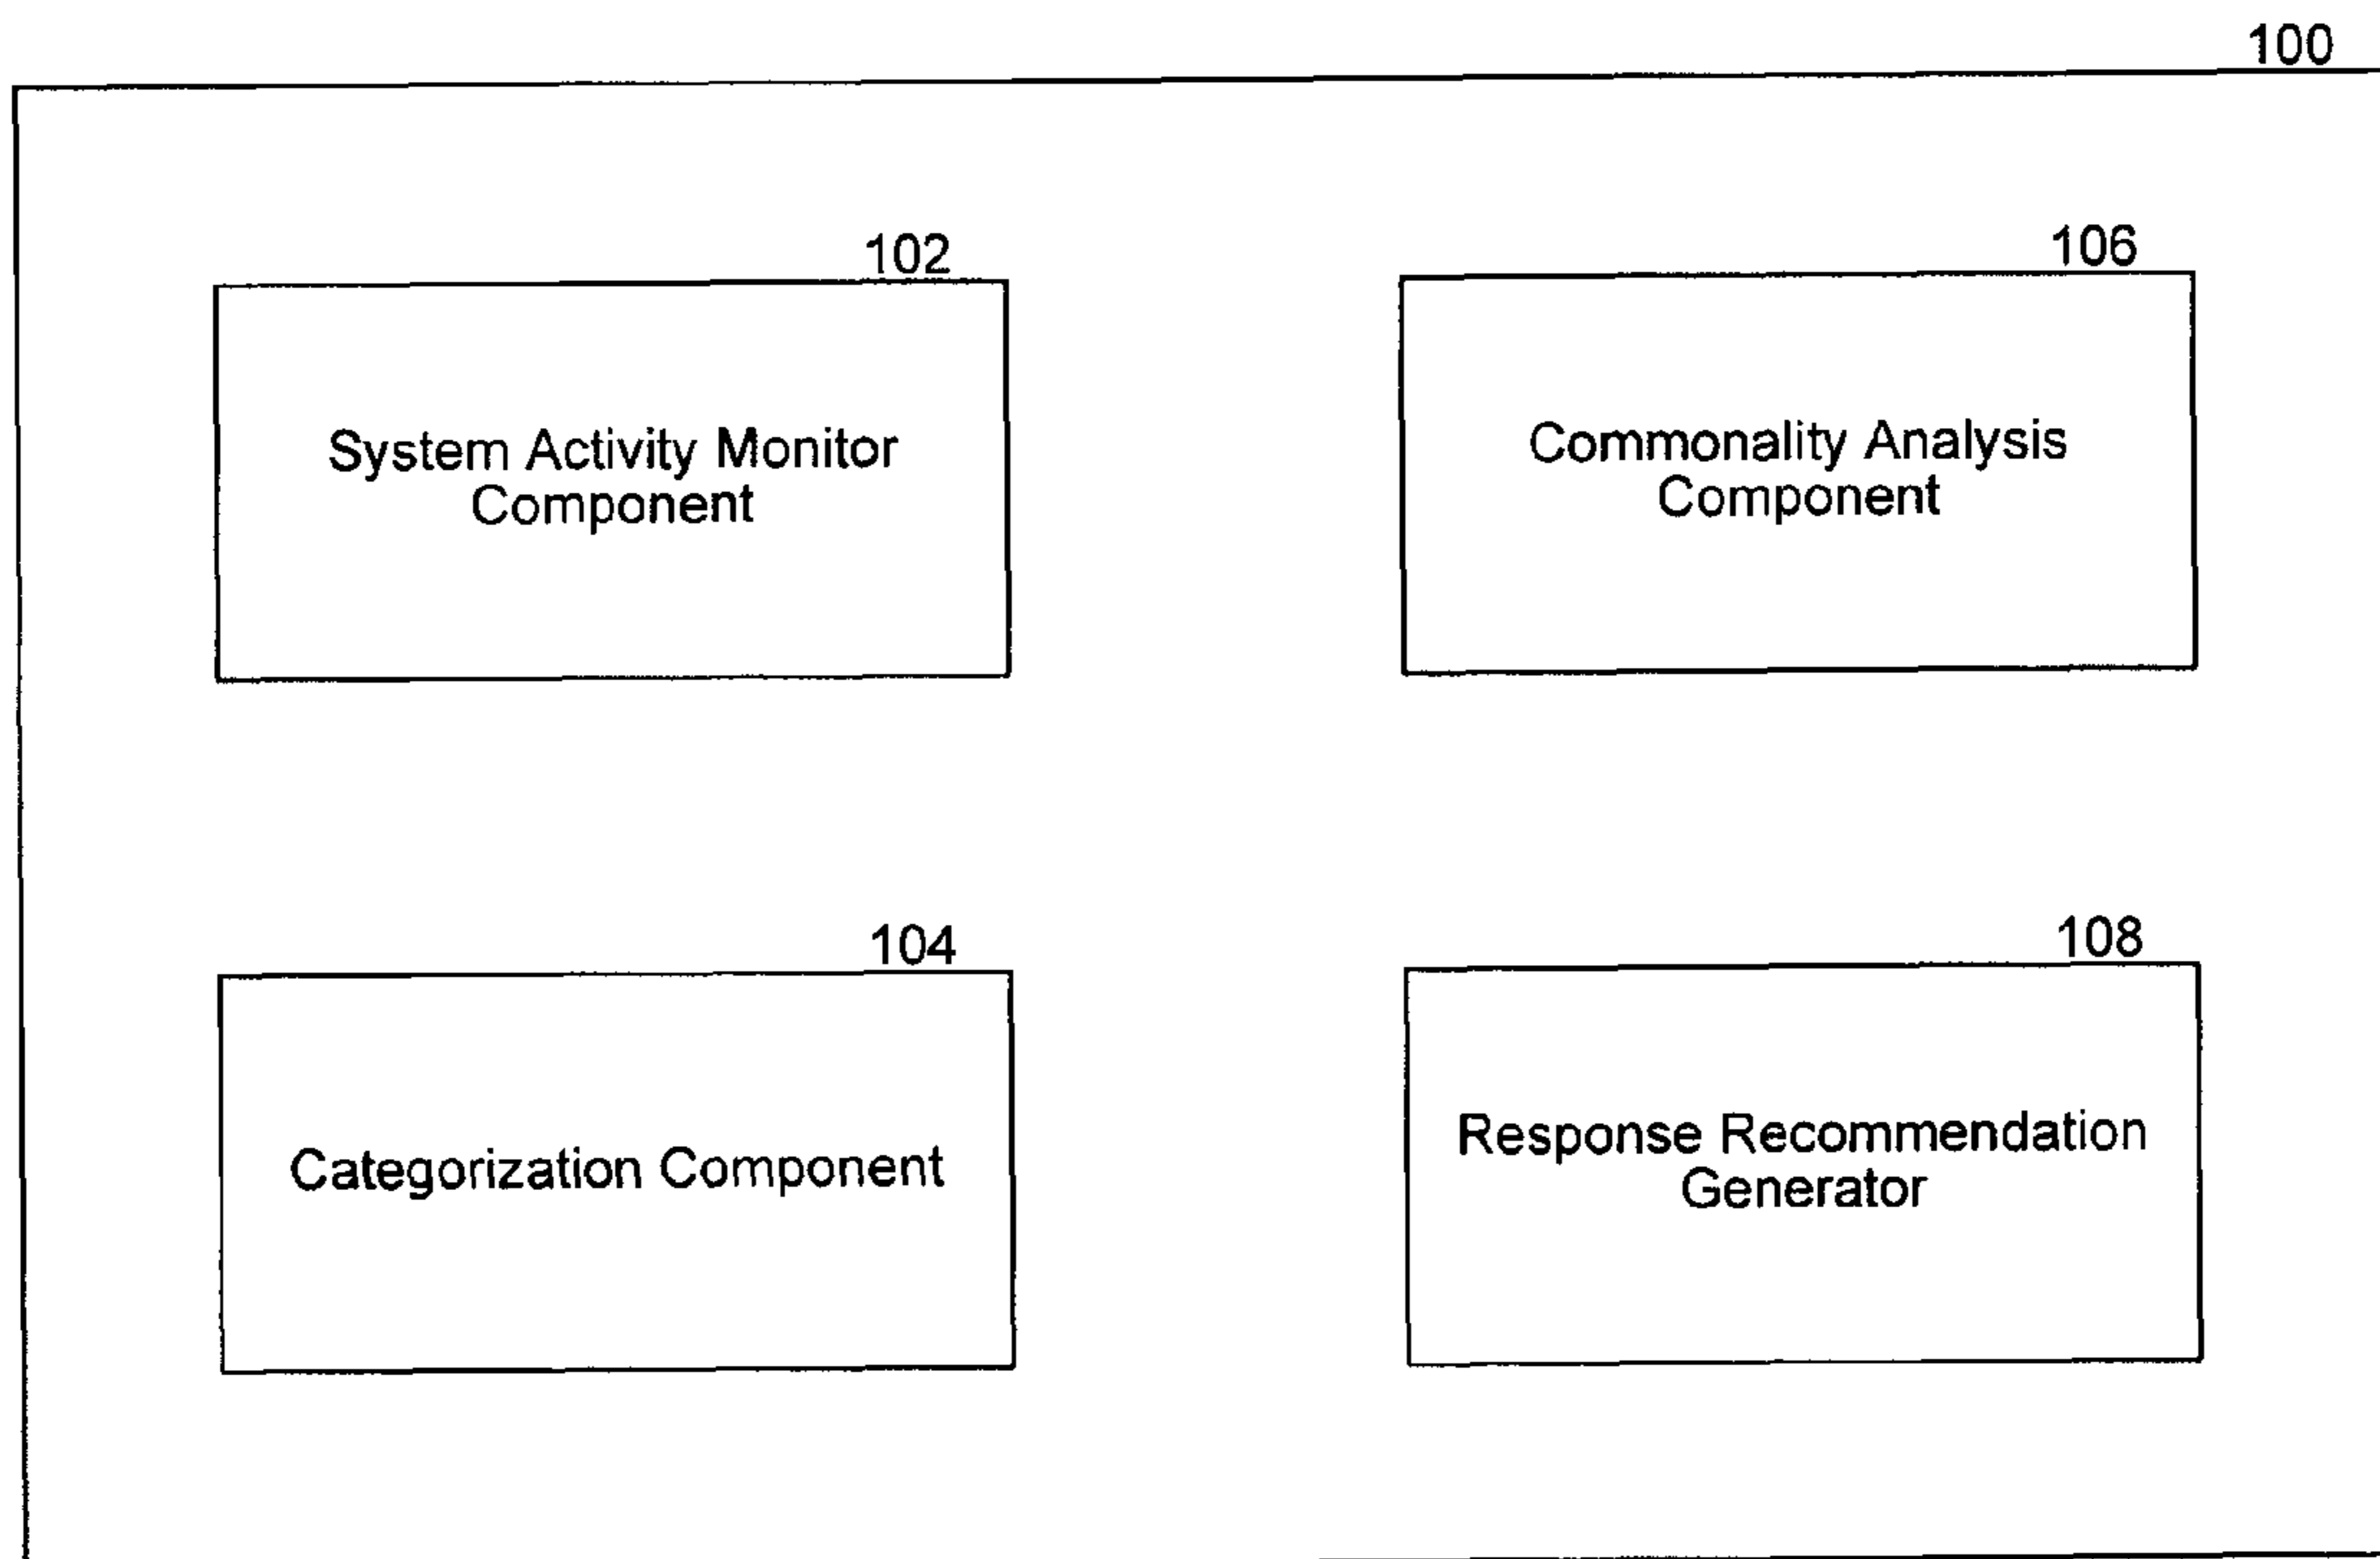 100
102
System Activity Monitor
Component
106
Commonality Analysis
Component
104
Categorization Component
108
Response Recommendation
Generator